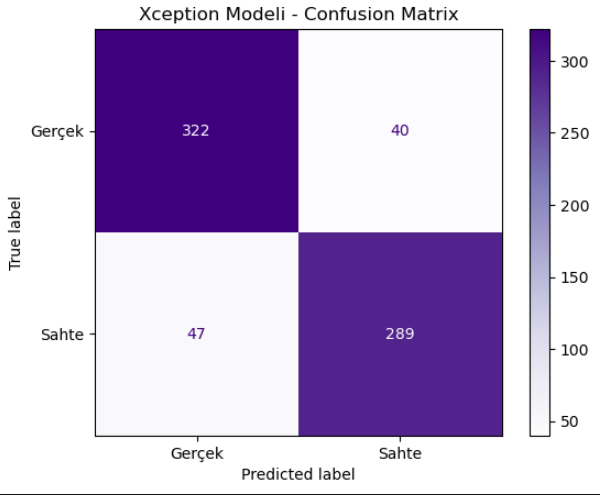 Xception Modeli - Confusion Matrix
Gerçek
322
40
Sahte
47
289
True label
Gerçek
Sahte
Predicted label
300
250
200
150
100
50